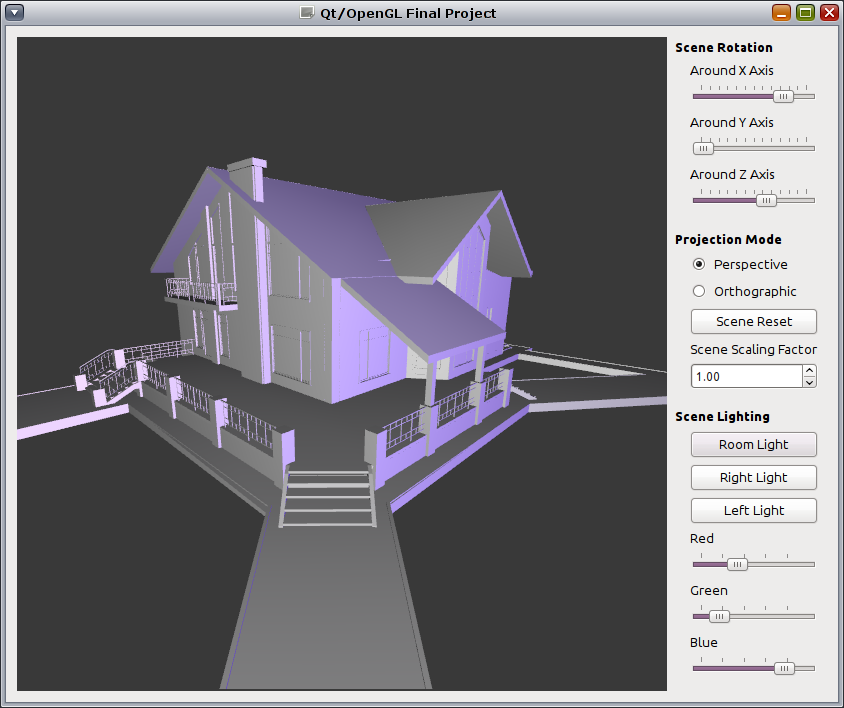 Qt/OpenGL Final Project
Scene Rotation
Around X Axis
Around Y Axis
Around Z Axis
Projection Mode
Perspective
Orthographic
Scene Reset
Scene Scaling Factor
1.00
Scene Lighting
Room Light
Right Light
Left Light
Red
Green
Blue